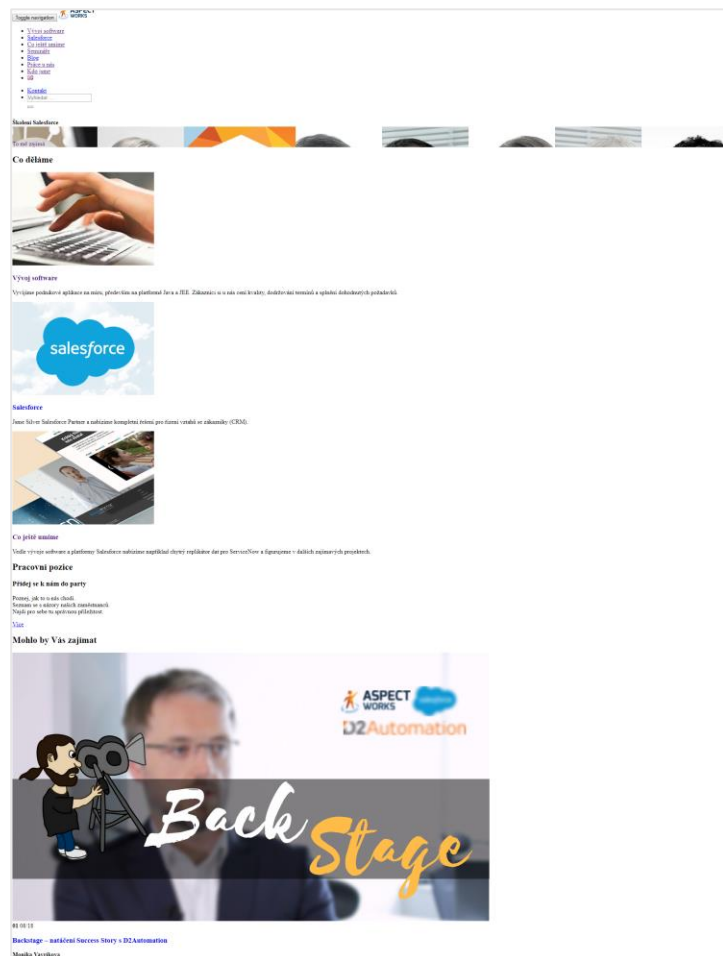 Toggle navigation
ASPECT
WORKS
Vývoj software
Salesforce
Co ještě umíme
Semináře
Blog
Práce u nás
Kdo jsme
Kontakt
Školení Salesforce
To mě zajímá
Co děláme
Vývoj software
Vyvíjíme podnikové aplikace na míru, především na platformě Java a JEE. Zákazníci si u nás cení kvality, dodržování termínů a splnění dohodnutých požadavků.
salesforce
Salesforce
Jsme Silver Salesforce Partner a nabízíme kompletní řešení pro řízení vztahů se zákazníky (CRM).
Co ještě umíme
Vedle vývoje software a platformy Salesforce nabízíme například chytrý replikátor dat pro ServiceNow a figurujeme v dalších zajímavých projektech.
Pracovní pozice
Přidej se k nám do party
Poznej, jak to u nás chodí.
Seznam se s názory našich zaměstnanců.
Najdi pro sebe tu správnou příležitost.
Více
Mohlo by Vás zajímat
ASPECT
WORKS
salesforce
D2Automation
Back
Stage
Backstage – natáčení Success Story s D2Automation
Monika Vavříková